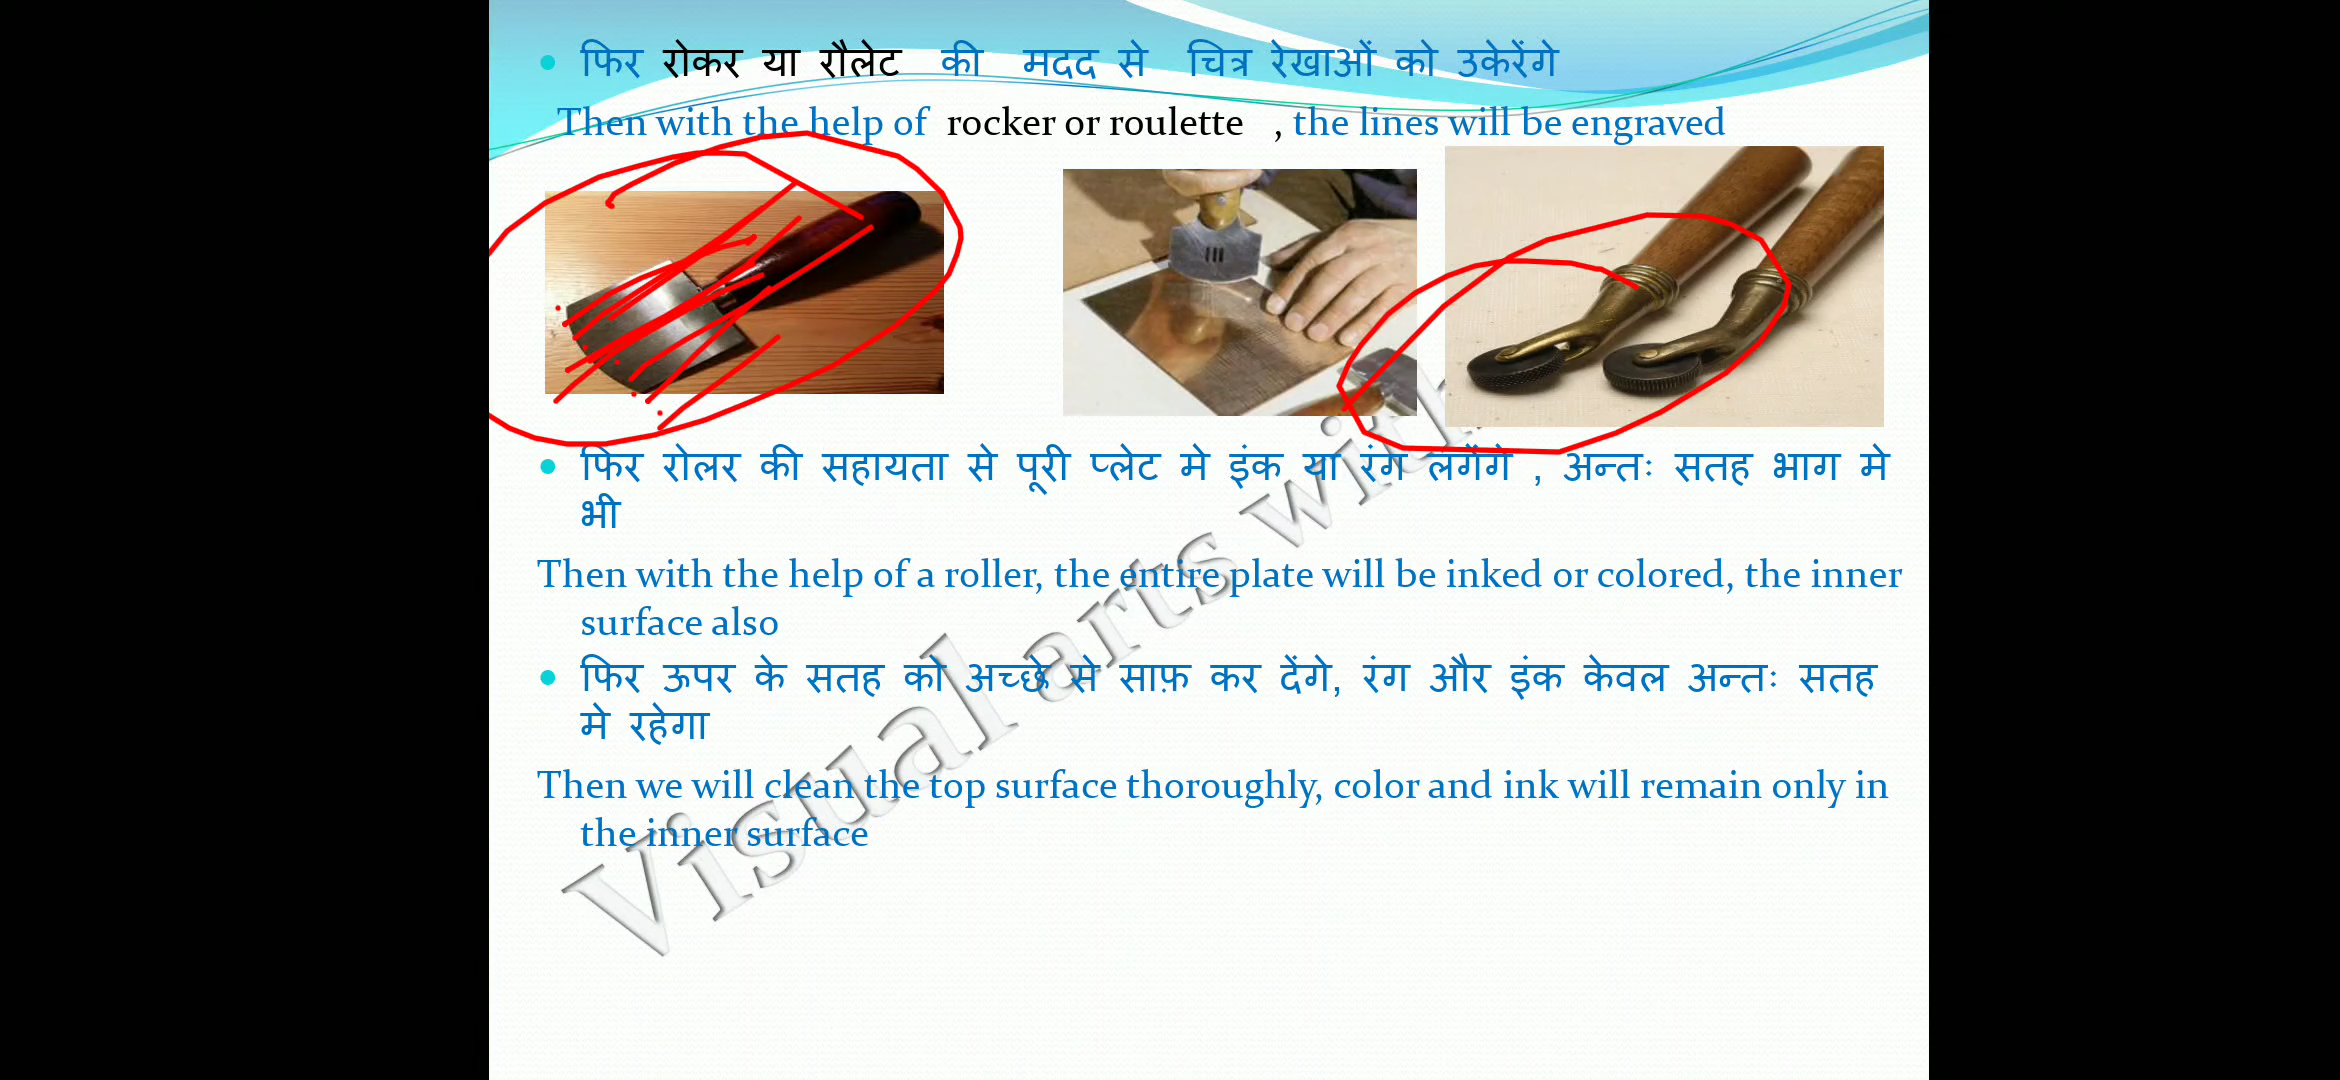 फिर रोकर या रौलेट की मदद से चित्र रेखाओं को उकेरेंगे
Then with the help of rocker or roulette , the lines will be engraved
फिर रोलर की सहायता से पूरी प्लेट मे इंक या रंग लगेंगे , अन्तः सतह भाग मे
भी
Then with the help of a roller, the entire plate will be inked or colored, the inner
surface also
फिर ऊपर के सतह को अच्छे से साफ़ कर देंगे, रंग और इंक केवल अन्तः सतह
मे रहेगा
Then we will clean the top surface thoroughly, color and ink will remain only in
the inner surface
Visual arts with